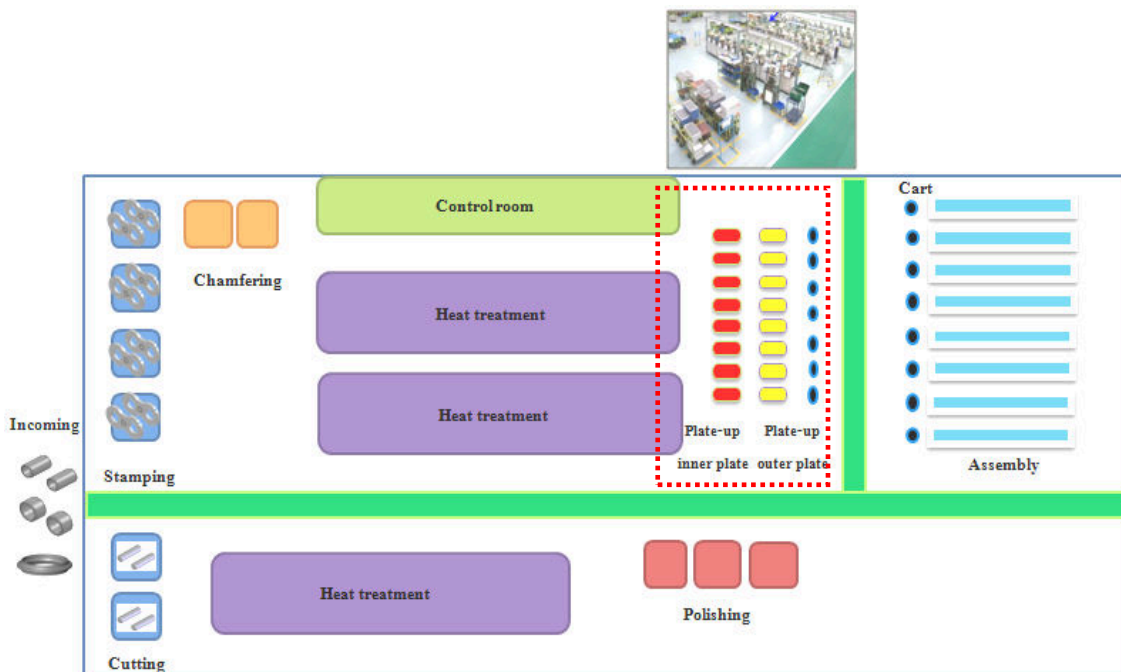 Control room
Cart
Chamfering
Heat treatment
Heat treatment
Incoming
Plate-up Plate-up
inner plate outer plate
Assembly
Stamping
Heat treatment
Polishing
Cutting